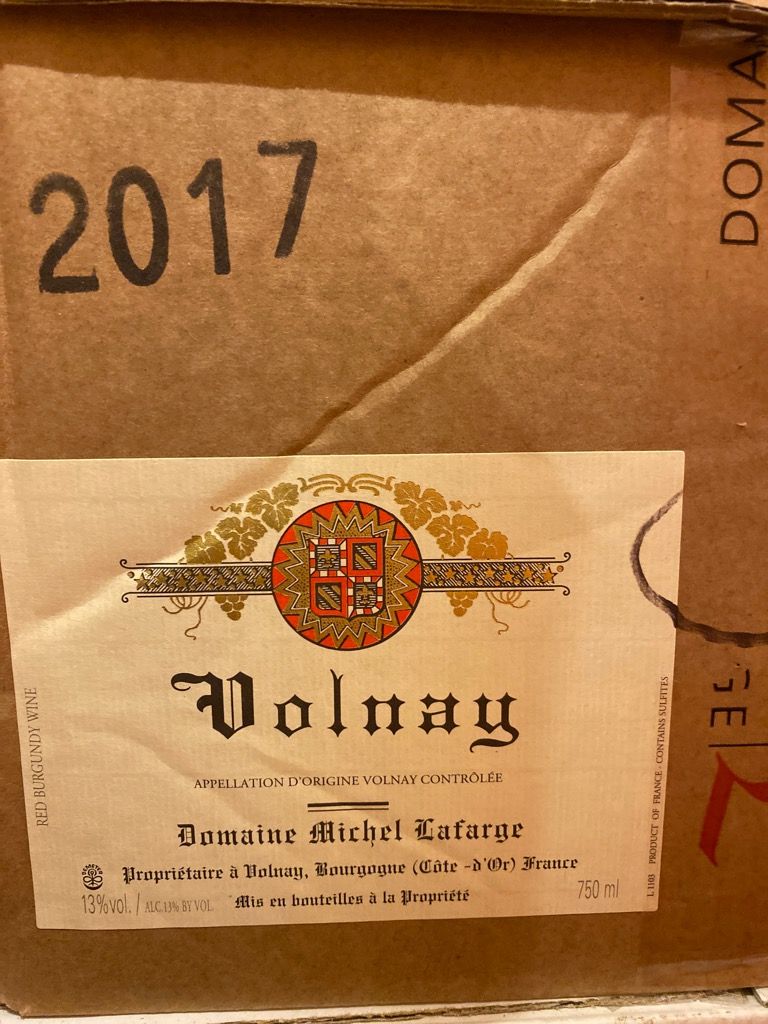 2017
DOMA
RED BURGUNDY WINE
Volnay
APPELLATION D'ORIGINE VOLNAY CONTRÔLÉE
Domaine Michel Lafarge
Propriétaire à Volnay, Bourgogne (Côte -d'Or) France
DEMETER
13%vol. / ALC.13% BY VOL.
Mis en bouteilles à la Propriété
750 ml
L 1103 PRODUCT OF FRANCE - CONTAINS SULFITES
GE